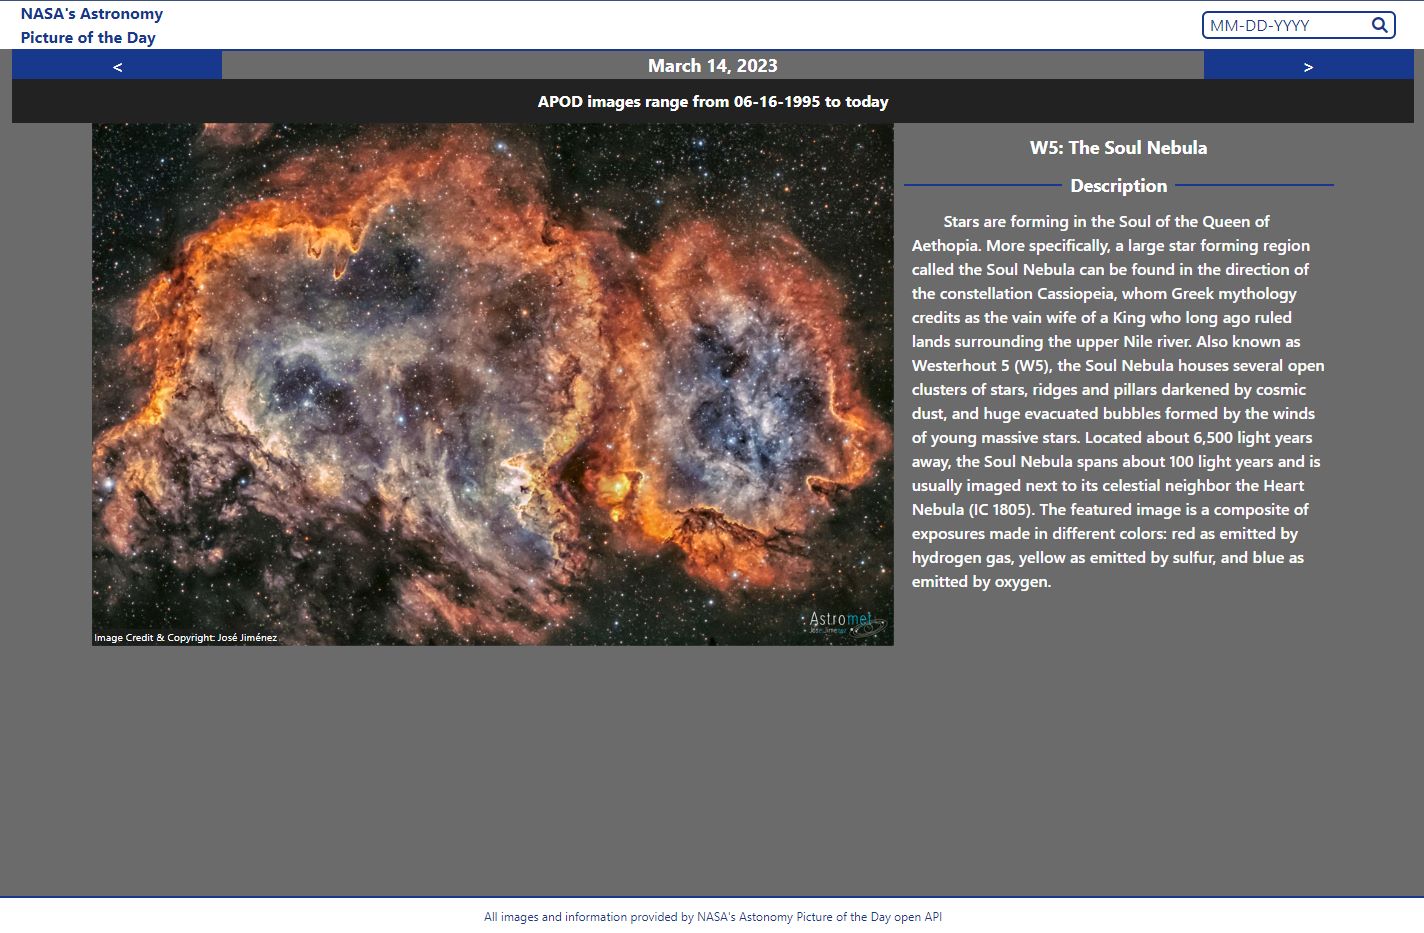 NASA's Astronomy
Picture of the Day
MM-DD-YYYY
< March 14, 2023 >
APOD images range from 06-16-1995 to today
W5: The Soul Nebula
Description
Stars are forming in the Soul of the Queen of
Aethopia. More specifically, a large star forming region
called the Soul Nebula can be found in the direction of
the constellation Cassiopeia, whom Greek mythology
credits as the vain wife of a King who long ago ruled
lands surrounding the upper Nile river. Also known as
Westerhout 5 (W5), the Soul Nebula houses several open
clusters of stars, ridges and pillars darkened by cosmic
dust, and huge evacuated bubbles formed by the winds
of young massive stars. Located about 6,500 light years
away, the Soul Nebula spans about 100 light years and is
usually imaged next to its celestial neighbor the Heart
Nebula (IC 1805). The featured image is a composite of
exposures made in different colors: red as emitted by
hydrogen gas, yellow as emitted by sulfur, and blue as
emitted by oxygen.
Astromet
José Jiménez
Image Credit & Copyright: José Jiménez
All images and information provided by NASA's Astonomy Picture of the Day open API